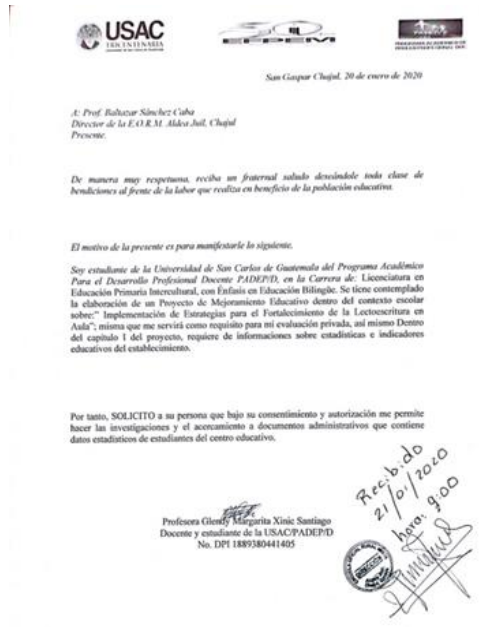 USAC
TRICENTENARIA
Universidad de San Carlos de Guatemala
EFPEM
San Gaspar Chajul, 20 de enero de 2020
A: Prof. Baltazar Sánchez Caba
Director de la E.O.R.M. Aldea Juil, Chajul
Presente.
De manera muy respetuosa, reciba un fraternal saludo deseándole toda clase de
bendiciones al frente de la labor que realiza en beneficio de la población educativa.
El motivo de la presente es para manifestarle lo siguiente.
Soy estudiante de la Universidad de San Carlos de Guatemala del Programa Académico
Para el Desarrollo Profesional Docente PADEP/D, en la Carrera de: Licenciatura en
Educación Primaria Intercultural, con Énfasis en Educación Bilingüe. Se tiene contemplado
la elaboración de un Proyecto de Mejoramiento Educativo dentro del contexto escolar
sobre:" Implementación de Estrategias para el Fortalecimiento de la Lectoescritura en
Aula"; misma que me servirá como requisito para mi evaluación privada, así mismo Dentro
del capítulo I del proyecto, requiere de informaciones sobre estadísticas e indicadores
educativos del establecimiento.
Por tanto, SOLICITO a su persona que bajo su consentimiento y autorización me permite
hacer las investigaciones y el acercamiento a documentos administrativos que contiene
datos estadísticos de estudiantes del centro educativo.
Recibido
21/01/2020
hora: 9:00
Profesora Glendy Margarita Xinic Santiago
Docente y estudiante de la USAC/PADEP/D
No. DPI 1889380441405